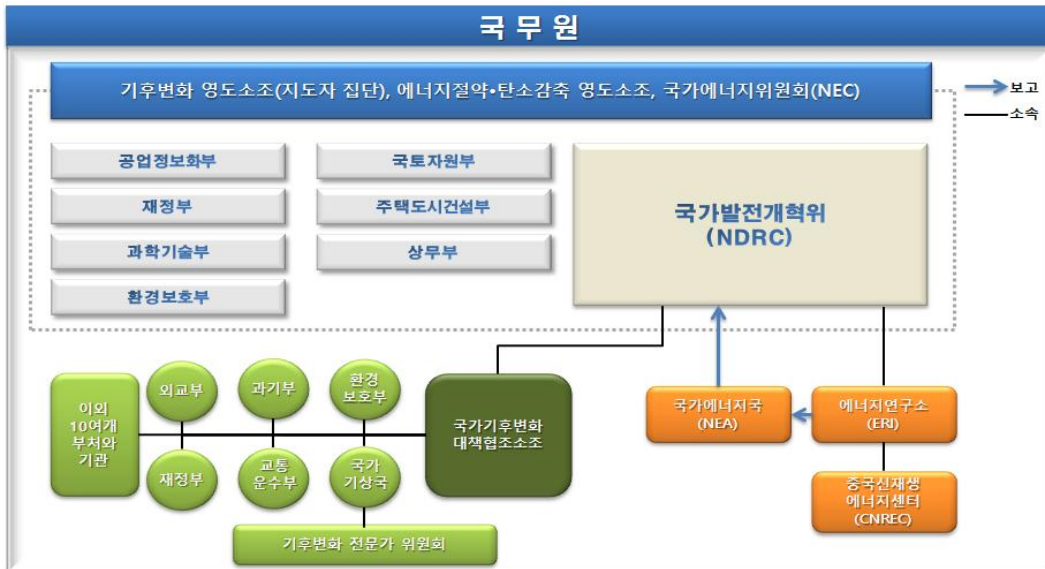 국 무 원
기후변화 영도소조(지도자 집단), 에너지절약•탄소감축 영도소조, 국가에너지위원회(NEC)
보고
소속
공업정보화부
국토자원부
재정부
주택도시건설부
과학기술부
상무부
환경보호부
국가발전개혁위
(NDRC)
이외
10여개
부처와
기관
외교부
과기부
환경
보호부
재정부
교통
운수부
국가
기상국
국가기후변화
대책협조소조
기후변화 전문가 위원회
국가에너지국
(NEA)
에너지연구소
(ERI)
중국신재생
에너지센터
(CNREC)